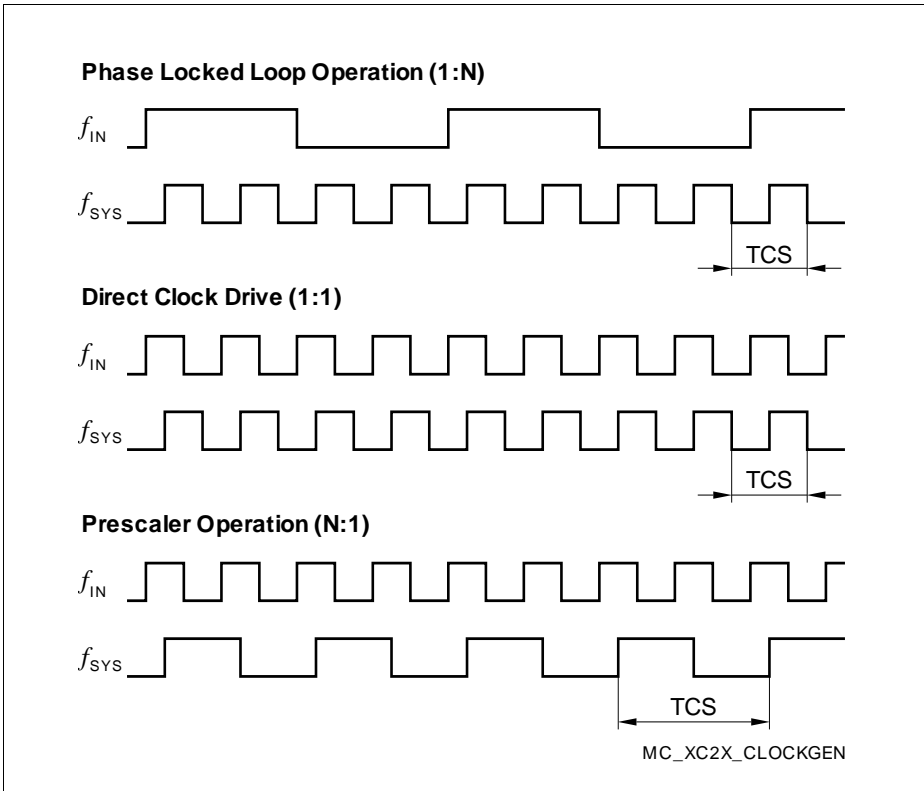 Phase Locked Loop Operation (1:N)
fIN
fSYS
TCS
Direct Clock Drive (1:1)
fIN
fSYS
TCS
Prescaler Operation (N:1)
fIN
fSYS
TCS
MC_XC2X_CLOCKGEN